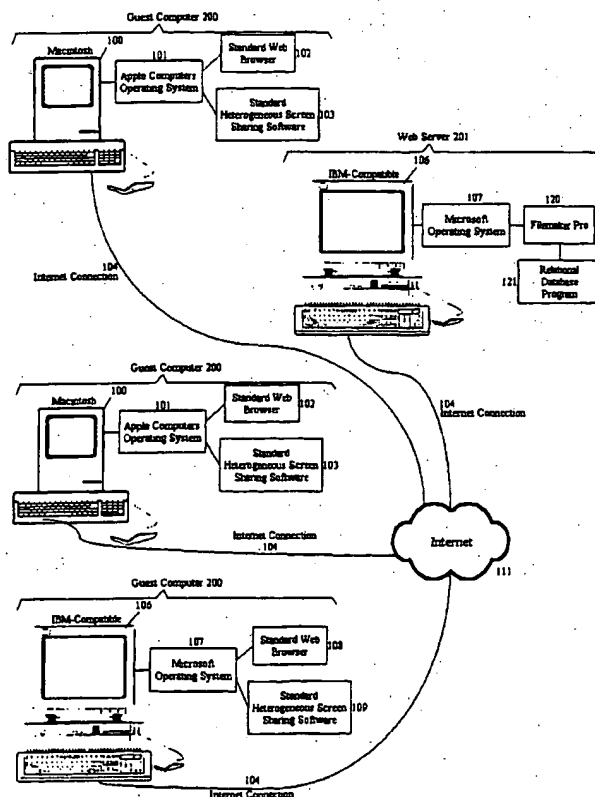 Guest Computer 200
Macintosh
100
101
Apple Computers
Operating System
Standard Web
Browser
102
Standard
Heterogeneous Screen
Sharing Software
103
Web Server 201
IBM-Compatible
106
107
Microsoft
Operating System
120
Filemaker Pro
121
Relational
Database
Program
104
Internet Connection
104
Internet Connection
Guest Computer 200
Macintosh
100
101
Apple Computers
Operating System
Standard Web
Browser
102
Standard
Heterogeneous Screen
Sharing Software
103
Internet Connection
104
Internet
111
Guest Computer 200
IBM-Compatible
106
107
Microsoft
Operating System
Standard Web
Browser
108
Standard
Heterogeneous Screen
Sharing Software
109
104
Internet Connection